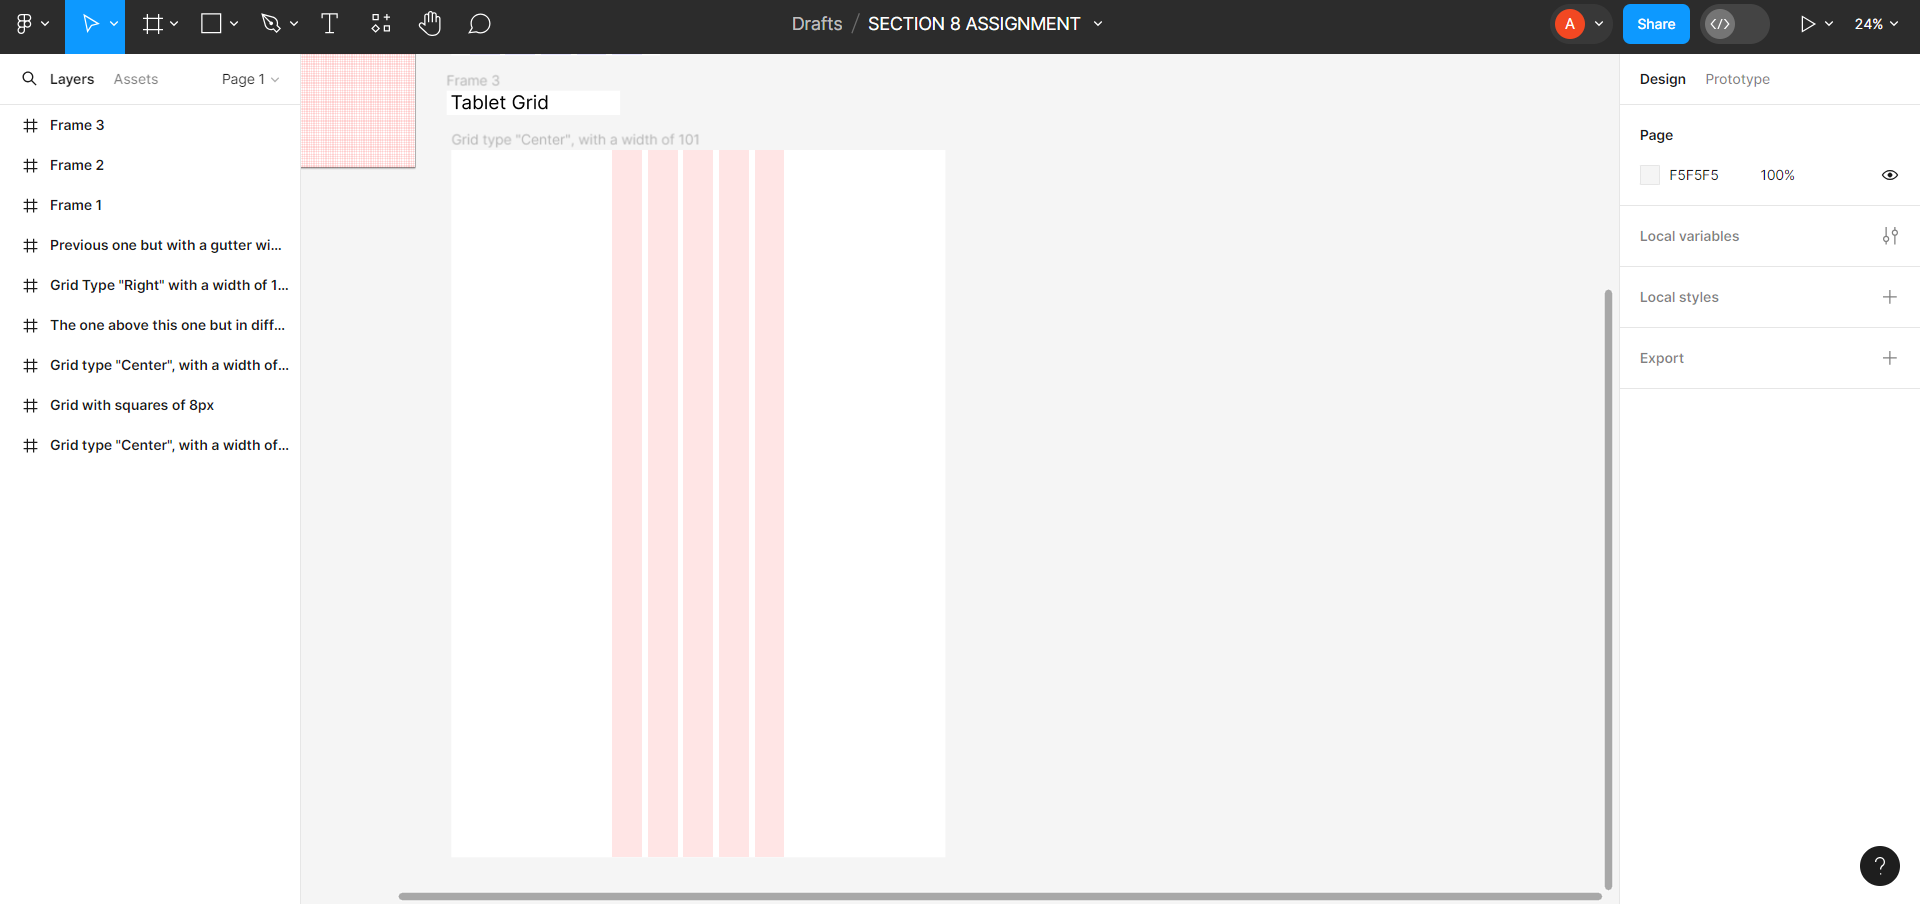 Drafts / SECTION 8 ASSIGNMENT
A
Share
24%
Layers
Assets
Page 1
Frame 3
Frame 2
Frame 1
Previous one but with a gutter wi...
Grid Type "Right" with a width of 1...
The one above this one but in diff...
Grid type "Center", with a width of...
Grid with squares of 8px
Grid type "Center", with a width of...
Frame 3
Tablet Grid
Grid type "Center", with a width of 101
Design
Prototype
Page
F5F5F5
100%
Local variables
Local styles
Export
?